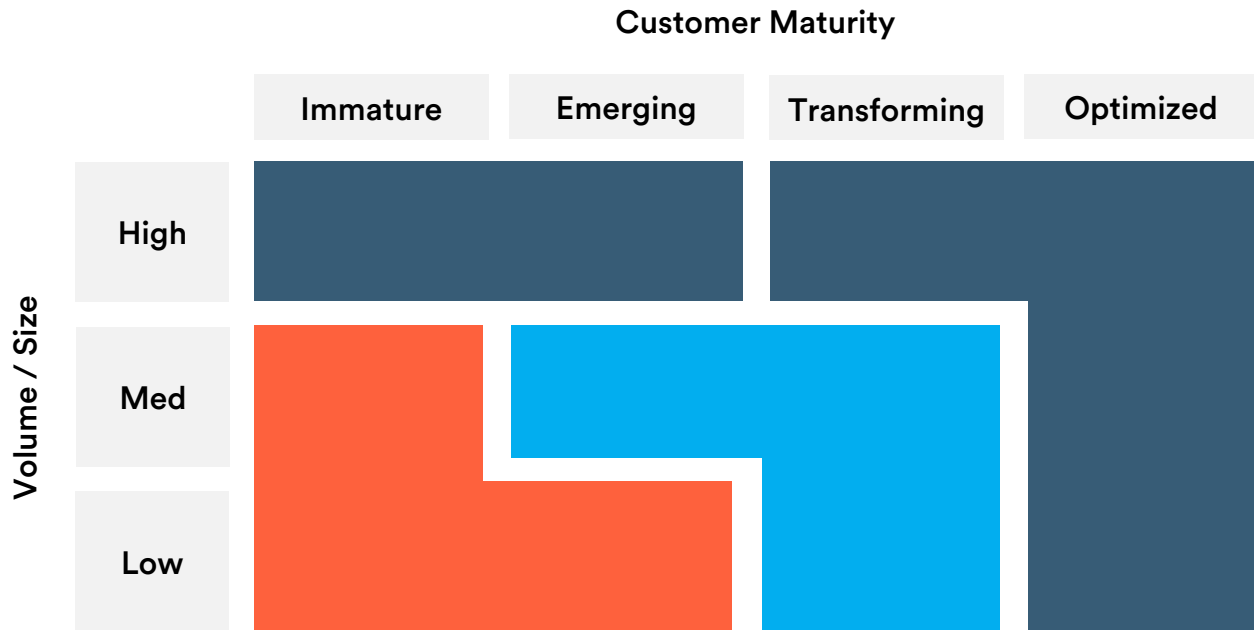 Customer Maturity
Immature
Emerging
Transforming
Optimized
High
Volume / Size
Med
Low